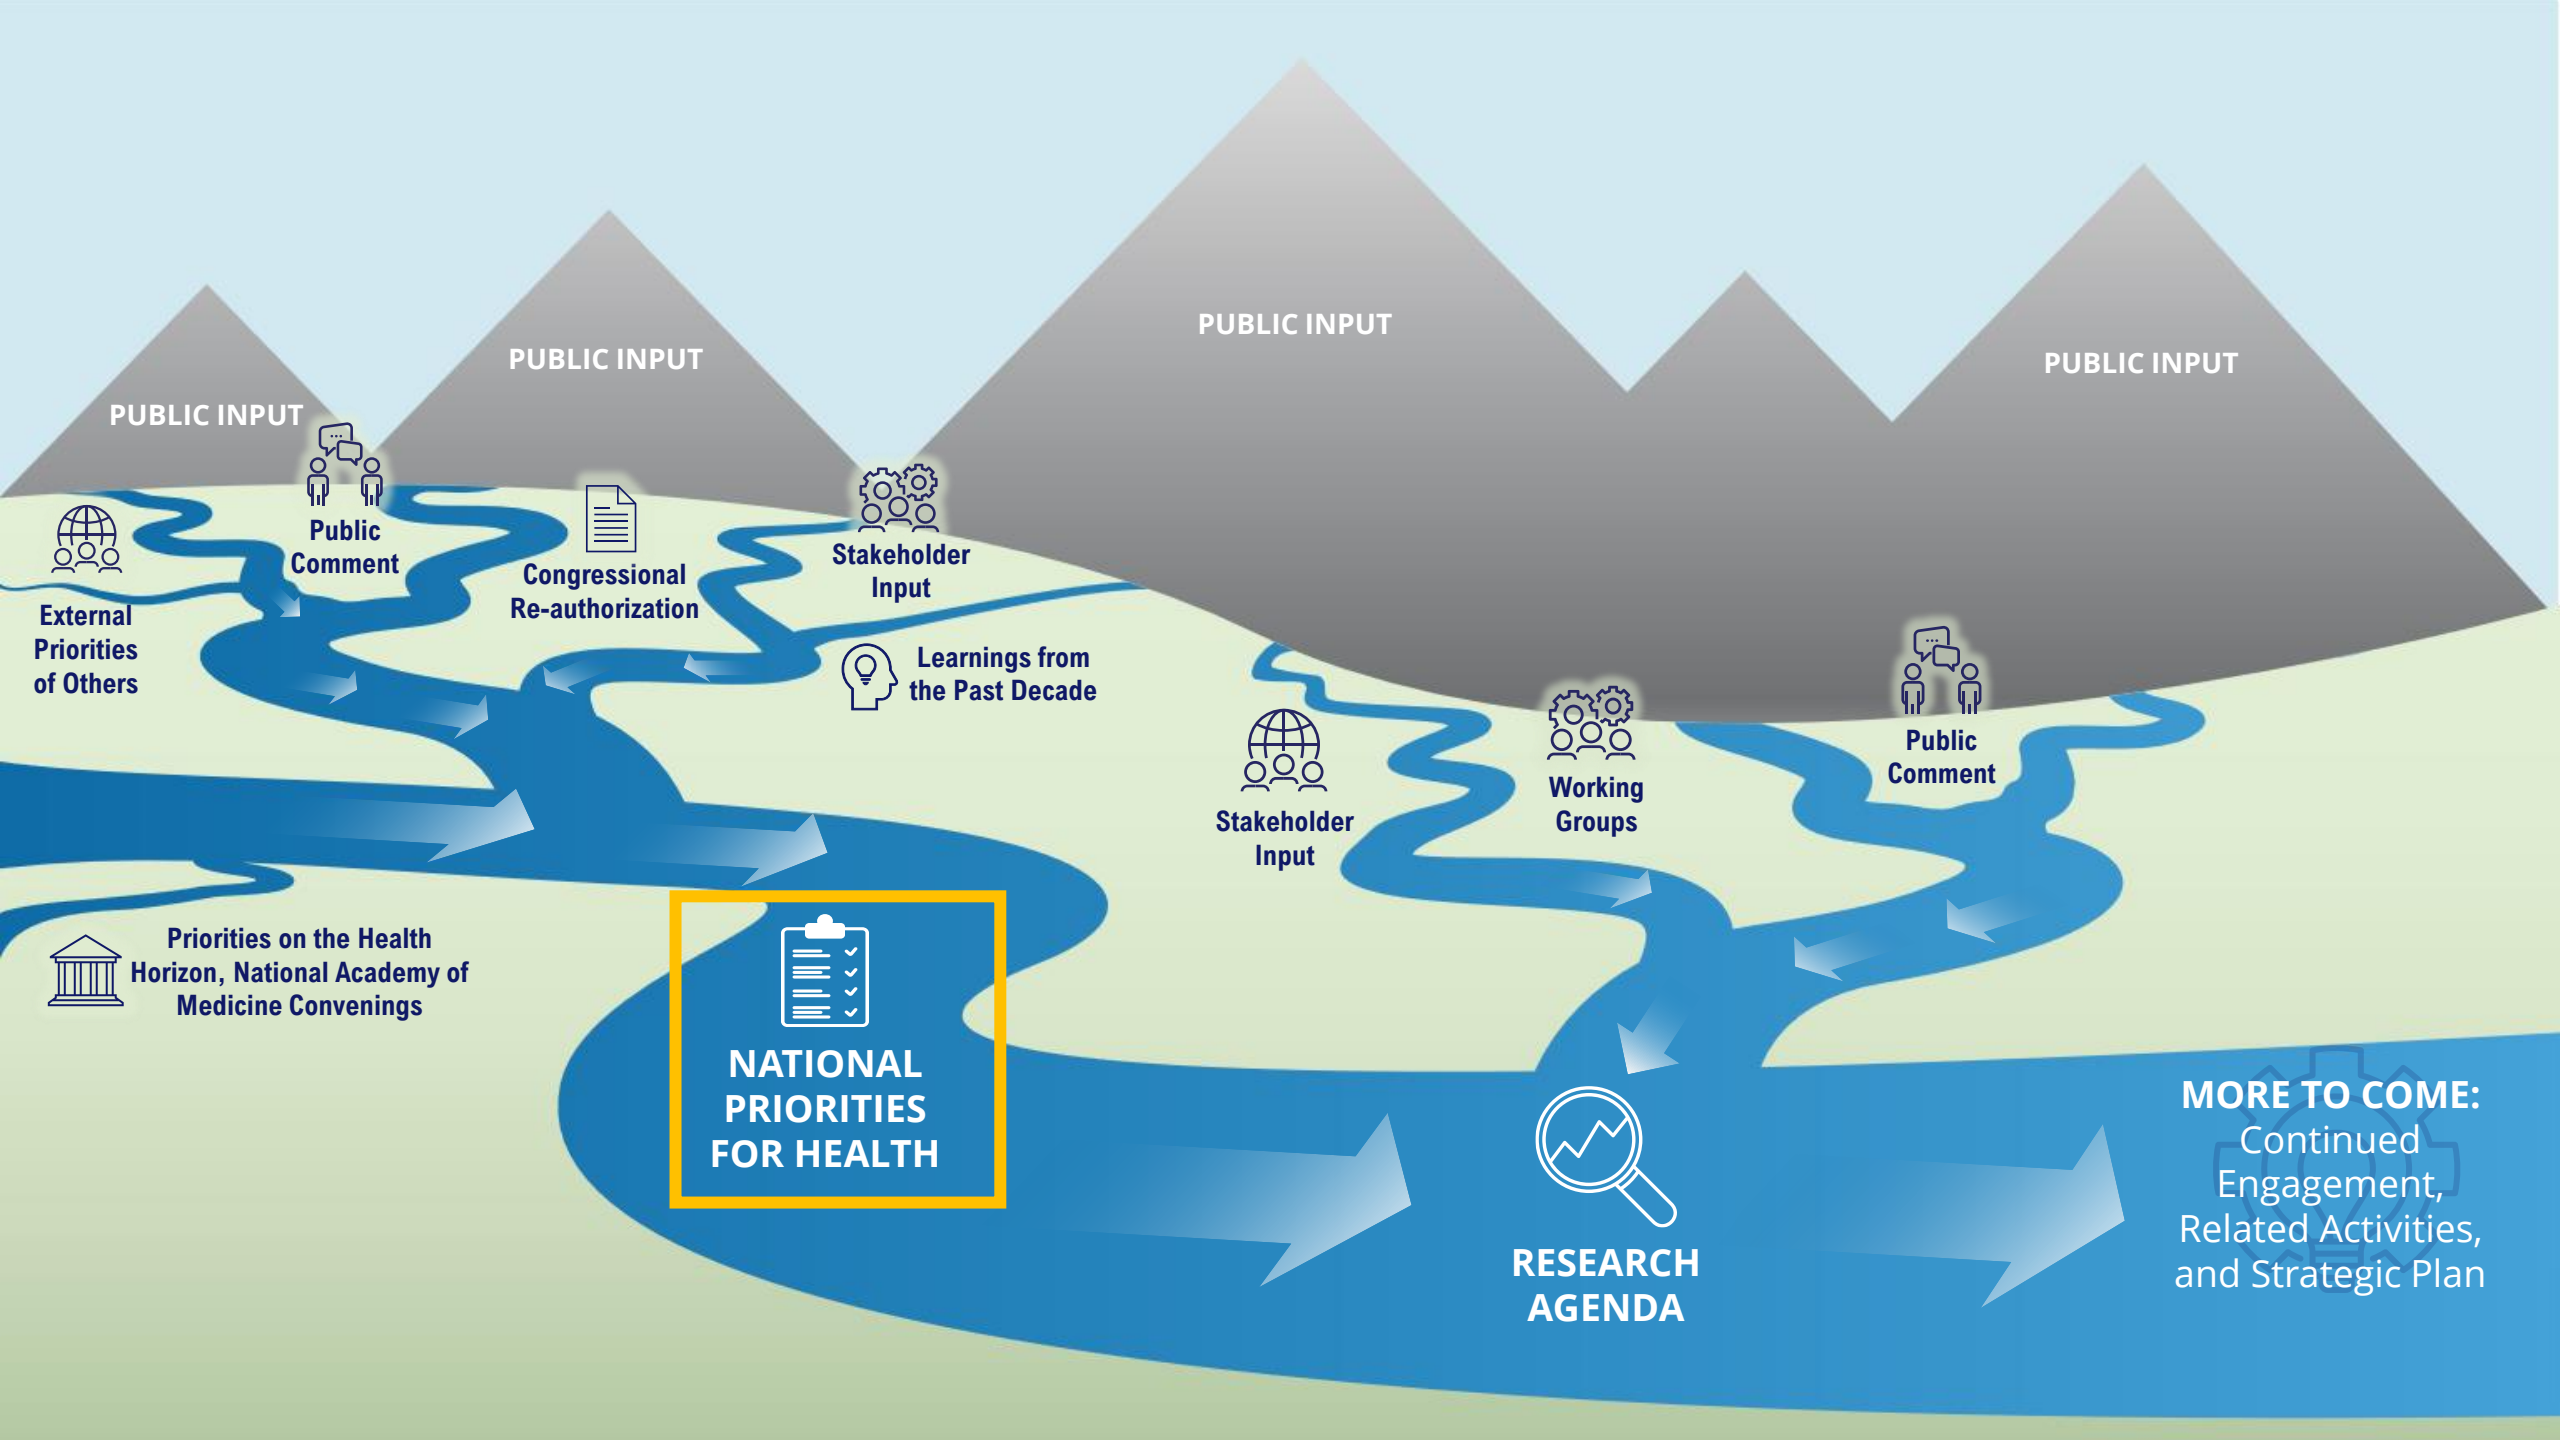 PUBLIC INPUT
PUBLIC INPUT
PUBLIC INPUT
PUBLIC INPUT
Public
Comment
External
Priorities
of Others
Congressional
Re-authorization
Stakeholder
Input
Learnings from
the Past Decade
Priorities on the Health
Horizon, National Academy of
Medicine Convenings
NATIONAL
PRIORITIES
FOR HEALTH
Stakeholder
Input
Working
Groups
Public
Comment
RESEARCH
AGENDA
MORE TO COME:
Continued
Engagement,
Related Activities,
and Strategic Plan